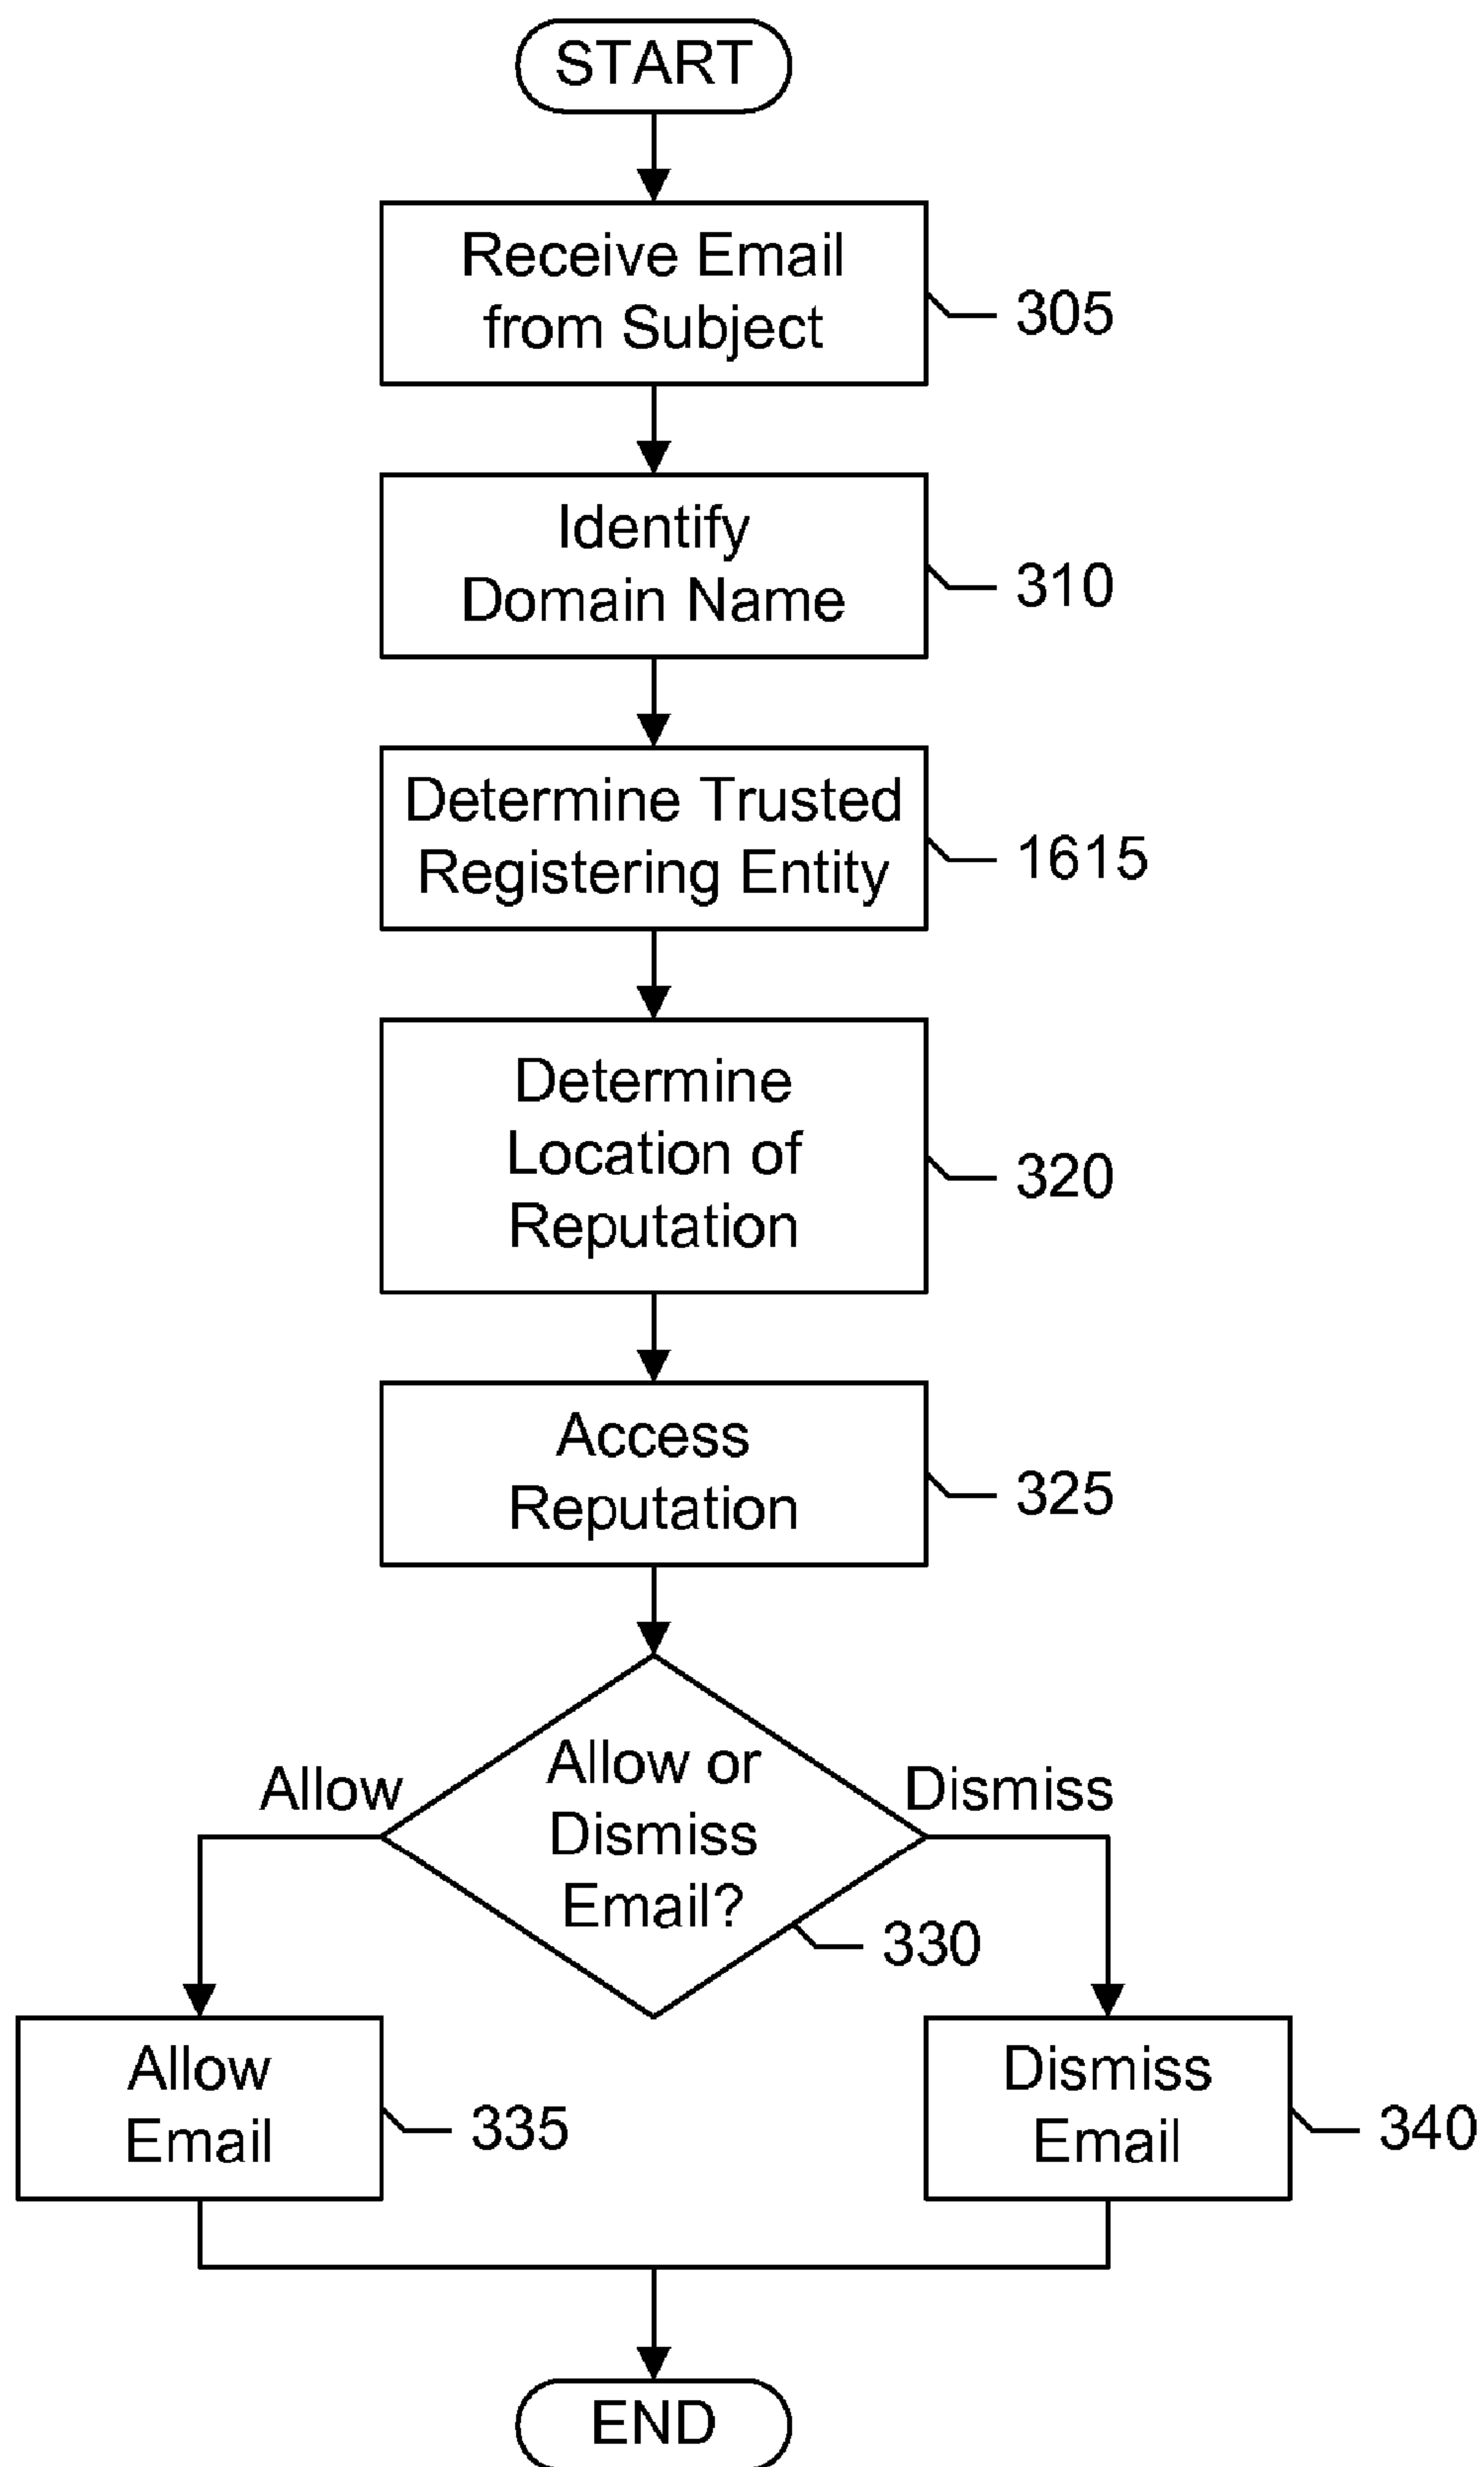 START
Receive Email
from Subject
305
Identify
Domain Name
310
Determine Trusted
Registering Entity
1615
Determine
Location of
Reputation
320
Access
Reputation
325
Allow
Allow or
Dismiss
Email?
Dismiss
330
Allow
Email
335
Dismiss
Email
340
END